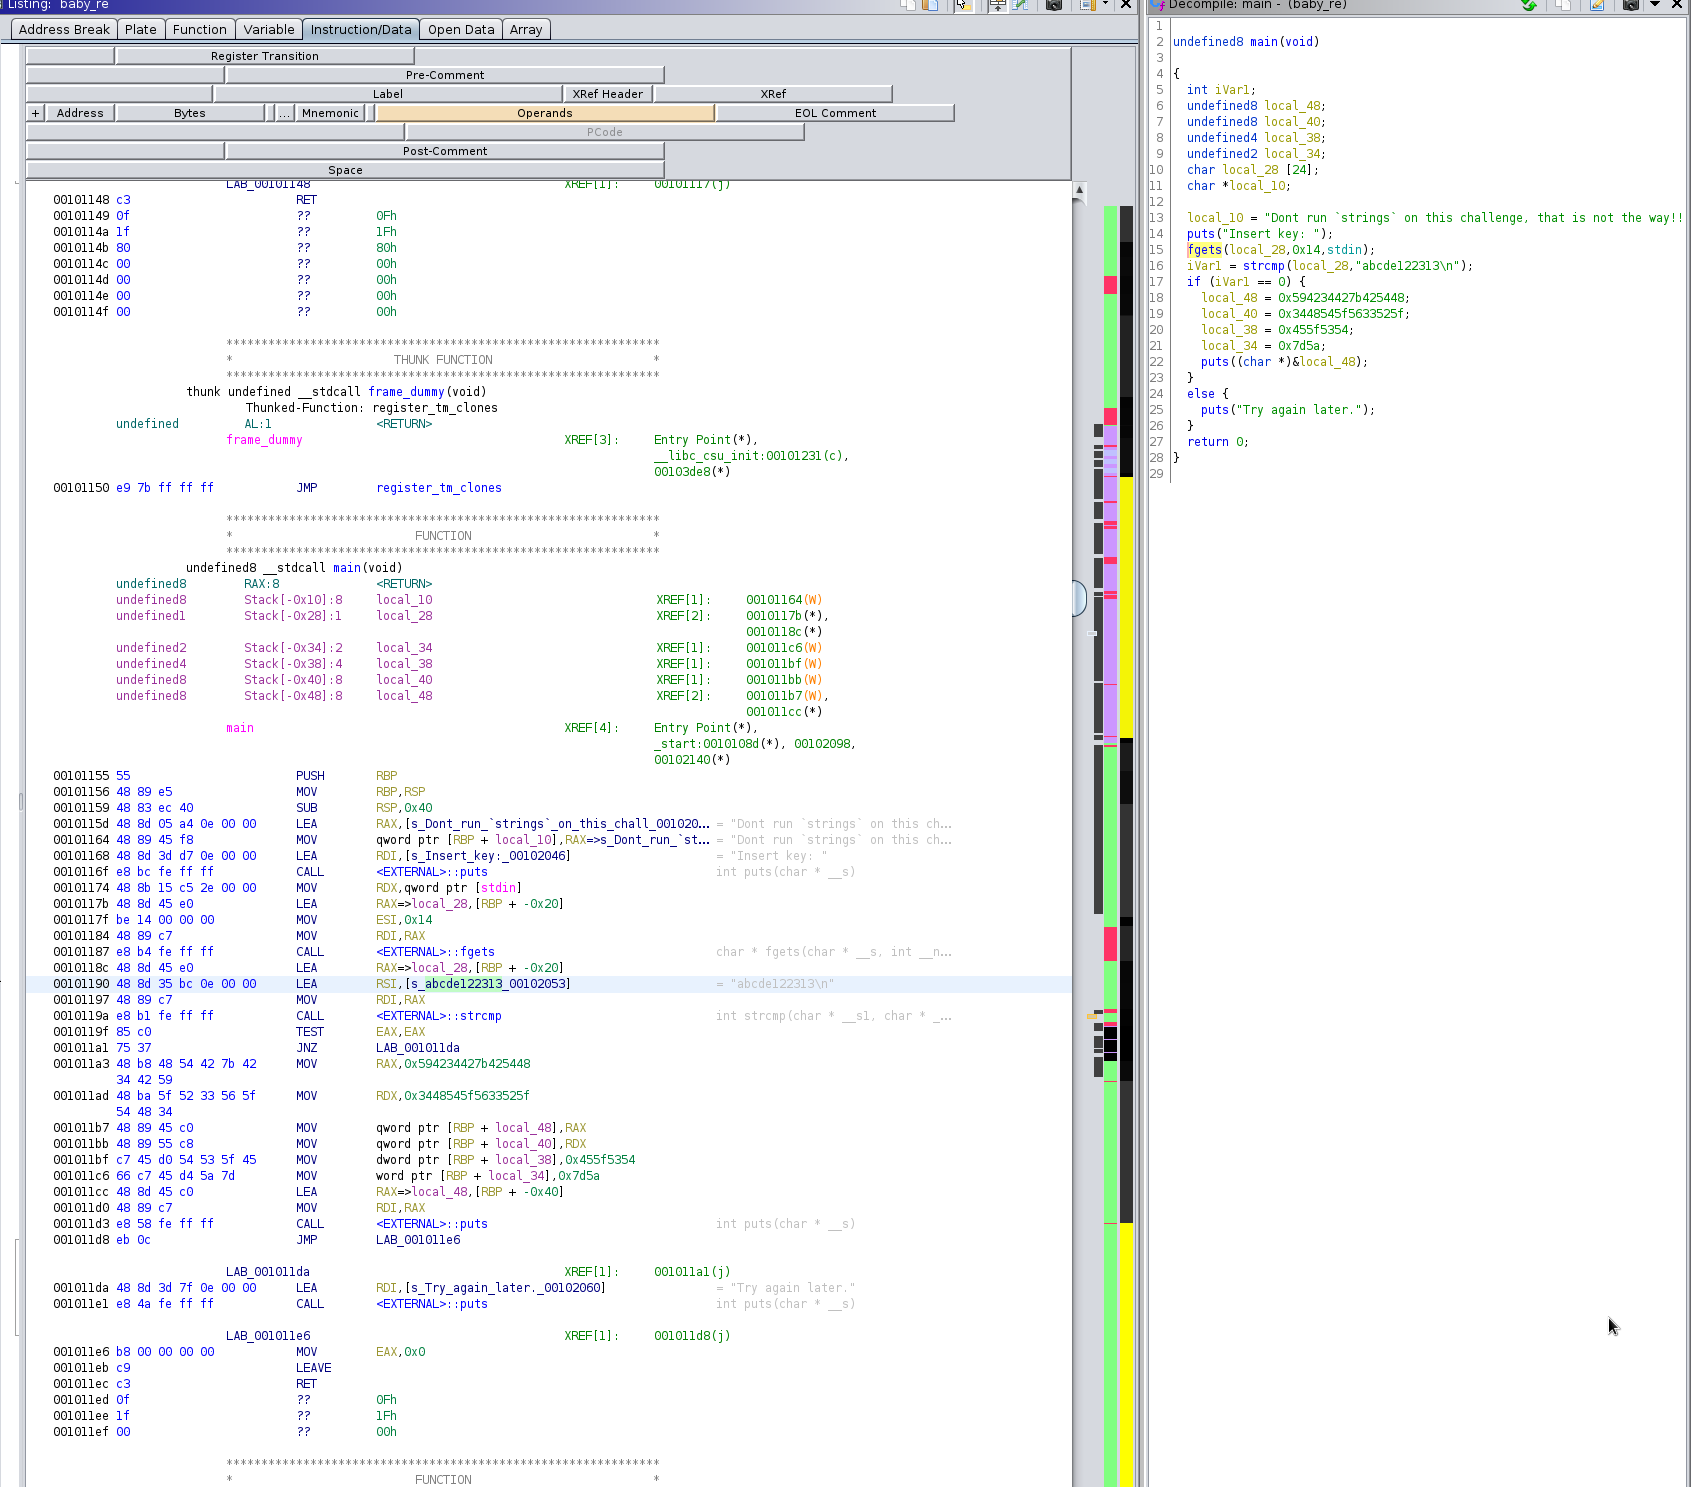 Listing: baby_re
Address Break Plate Function Variable Instruction/Data Open Data Array
Register Transition
Pre-Comment
Label XRef Header XRef
+ Address Bytes ... Mnemonic Operands EOL Comment
PCode
Post-Comment
Space
LAB_00101148 XREF[1]: 00101117(j)
00101148 c3 RET
00101149 0f ?? 0Fh
0010114a 1f ?? 1Fh
0010114b 80 ?? 80h
0010114c 00 ?? 00h
0010114d 00 ?? 00h
0010114e 00 ?? 00h
0010114f 00 ?? 00h
**************************************************************
* THUNK FUNCTION *
**************************************************************
thunk undefined __stdcall frame_dummy(void)
Thunked-Function: register_tm_clones
undefined AL:1 <RETURN>
frame_dummy XREF[3]: Entry Point(*),
__libc_csu_init:00101231(c),
00103de8(*)
00101150 e9 7b ff ff ff JMP register_tm_clones
**************************************************************
* FUNCTION *
**************************************************************
undefined8 __stdcall main(void)
undefined8 RAX:8 <RETURN>
undefined8 Stack[-0x10]:8 local_10 XREF[1]: 00101164(W)
undefined1 Stack[-0x28]:1 local_28 XREF[2]: 0010117b(*),
0010118c(*)
undefined2 Stack[-0x34]:2 local_34 XREF[1]: 001011c6(W)
undefined4 Stack[-0x38]:4 local_38 XREF[1]: 001011bf(W)
undefined8 Stack[-0x40]:8 local_40 XREF[1]: 001011bb(W)
undefined8 Stack[-0x48]:8 local_48 XREF[2]: 001011b7(W),
001011cc(*)
main XREF[4]: Entry Point(*),
_start:0010108d(*), 00102098,
00102140(*)
00101155 55 PUSH RBP
00101156 48 89 e5 MOV RBP,RSP
00101159 48 83 ec 40 SUB RSP,0x40
0010115d 48 8d 05 a4 0e 00 00 LEA RAX,[s_Dont_run_`strings`_on_this_chall_001020... = "Dont run `strings` on this ch...
00101164 48 89 45 f8 MOV qword ptr [RBP + local_10],RAX=>s_Dont_run_`st... = "Dont run `strings` on this ch...
00101168 48 8d 3d d7 0e 00 00 LEA RDI,[s_Insert_key:_00102046] = "Insert key: "
0010116f e8 bc fe ff ff CALL <EXTERNAL>::puts int puts(char * __s)
00101174 48 8b 15 c5 2e 00 00 MOV RDX,qword ptr [stdin]
0010117b 48 8d 45 e0 LEA RAX=>local_28,[RBP + -0x20]
0010117f be 14 00 00 00 MOV ESI,0x14
00101184 48 89 c7 MOV RDI,RAX
00101187 e8 b4 fe ff ff CALL <EXTERNAL>::fgets char * fgets(char * __s, int __n...
0010118c 48 8d 45 e0 LEA RAX=>local_28,[RBP + -0x20]
00101190 48 8d 35 bc 0e 00 00 LEA RSI,[s_abcde122313_00102053] = "abcde122313\n"
00101197 48 89 c7 MOV RDI,RAX
0010119a e8 b1 fe ff ff CALL <EXTERNAL>::strcmp int strcmp(char * __s1, char * _...
0010119f 85 c0 TEST EAX,EAX
001011a1 75 37 JNZ LAB_001011da
001011a3 48 b8 48 54 42 7b 42 MOV RAX,0x594234427b425448
34 42 59
001011ad 48 ba 5f 52 33 56 5f MOV RDX,0x3448545f5633525f
54 48 34
001011b7 48 89 45 c0 MOV qword ptr [RBP + local_48],RAX
001011bb 48 89 55 c8 MOV qword ptr [RBP + local_40],RDX
001011bf c7 45 d0 54 53 5f 45 MOV dword ptr [RBP + local_38],0x455f5354
001011c6 66 c7 45 d4 5a 7d MOV word ptr [RBP + local_34],0x7d5a
001011cc 48 8d 45 c0 LEA RAX=>local_48,[RBP + -0x40]
001011d0 48 89 c7 MOV RDI,RAX
001011d3 e8 58 fe ff ff CALL <EXTERNAL>::puts int puts(char * __s)
001011d8 eb 0c JMP LAB_001011e6
LAB_001011da XREF[1]: 001011a1(j)
001011da 48 8d 3d 7f 0e 00 00 LEA RDI,[s_Try_again_later._00102060] = "Try again later."
001011e1 e8 4a fe ff ff CALL <EXTERNAL>::puts int puts(char * __s)
LAB_001011e6 XREF[1]: 001011d8(j)
001011e6 b8 00 00 00 00 MOV EAX,0x0
001011eb c9 LEAVE
001011ec c3 RET
001011ed 0f ?? 0Fh
001011ee 1f ?? 1Fh
001011ef 00 ?? 00h
**************************************************************
* FUNCTION *
Decompile: main - (baby_re)
1
2 undefined8 main(void)
3
4 {
5 int iVar1;
6 undefined8 local_48;
7 undefined8 local_40;
8 undefined4 local_38;
9 undefined2 local_34;
10 char local_28 [24];
11 char *local_10;
12
13 local_10 = "Dont run `strings` on this challenge, that is not the way!!
14 puts("Insert key: ");
15 fgets(local_28,0x14,stdin);
16 iVar1 = strcmp(local_28,"abcde122313\n");
17 if (iVar1 == 0) {
18 local_48 = 0x594234427b425448;
19 local_40 = 0x3448545f5633525f;
20 local_38 = 0x455f5354;
21 local_34 = 0x7d5a;
22 puts((char *)&local_48);
23 }
24 else {
25 puts("Try again later.");
26 }
27 return 0;
28 }
29